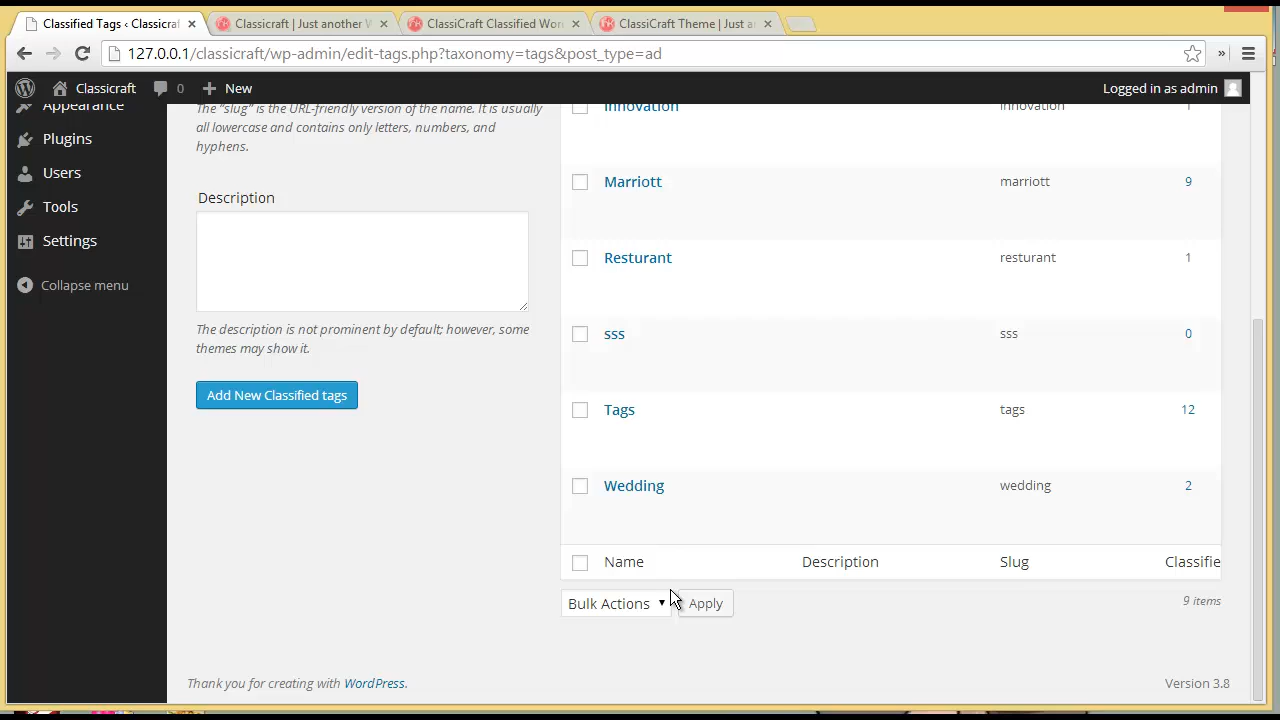 Classified Tags ‹ Classicraf
Classicraft | Just another W
ClassiCraft Classified Wor
ClassiCraft Theme | Just a
127.0.0.1/classicraft/wp-admin/edit-tags.php?taxonomy=tags&post_type=ad
»
Classicraft
0
New
Logged in as admin
Appearance
Plugins
Users
Tools
Settings
Collapse menu
The "slug" is the URL-friendly version of the name. It is usually
all lowercase and contains only letters, numbers, and
hyphens.
Description
The description is not prominent by default; however, some
themes may show it.
Add New Classified tags
Innovation innovation 1
Marriott marriott 9
Resturant resturant 1
sss sss 0
Tags tags 12
Wedding wedding 2
Name Description Slug Classifie
Bulk Actions Apply
9 items
Thank you for creating with WordPress.
Version 3.8